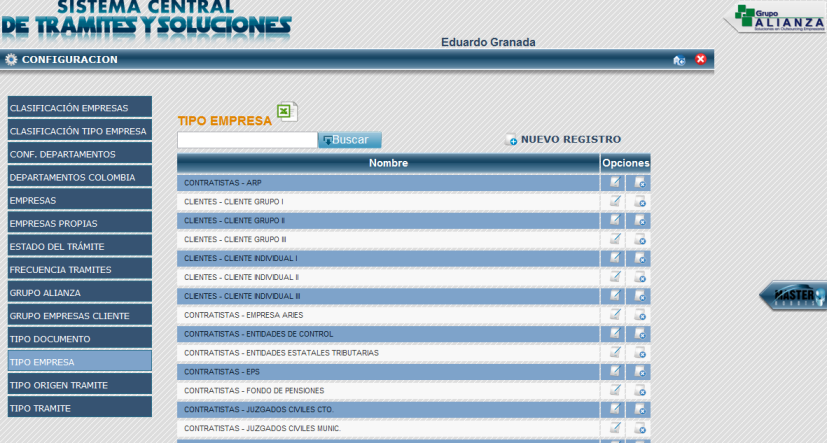 SISTEMA CENTRAL
DE TRAMITES Y SOLUCIONES
Grupo
ALIANZA
Soluciones en Outsourcing Empresarial
Eduardo Granada
CONFIGURACION
CLASIFICACIÓN EMPRESAS
CLASIFICACIÓN TIPO EMPRESA
CONF. DEPARTAMENTOS
DEPARTAMENTOS COLOMBIA
EMPRESAS
EMPRESAS PROPIAS
ESTADO DEL TRÁMITE
FRECUENCIA TRAMITES
GRUPO ALIANZA
GRUPO EMPRESAS CLIENTE
TIPO DOCUMENTO
TIPO EMPRESA
TIPO ORIGEN TRAMITE
TIPO TRAMITE
TIPO EMPRESA
Buscar
NUEVO REGISTRO
Nombre Opciones
CONTRATISTAS - ARP
CLIENTES - CLIENTE GRUPO I
CLIENTES - CLIENTE GRUPO II
CLIENTES - CLIENTE GRUPO III
CLIENTES - CLIENTE INDIVIDUAL I
CLIENTES - CLIENTE INDIVIDUAL II
CLIENTES - CLIENTE INDIVIDUAL III
CONTRATISTAS - EMPRESA ARIES
CONTRATISTAS - ENTIDADES DE CONTROL
CONTRATISTAS - ENTIDADES ESTATALES TRIBUTARIAS
CONTRATISTAS - EPS
CONTRATISTAS - FONDO DE PENSIONES
CONTRATISTAS - JUZGADOS CIVILES CTO.
CONTRATISTAS - JUZGADOS CIVILES MUNIC.
MASTER